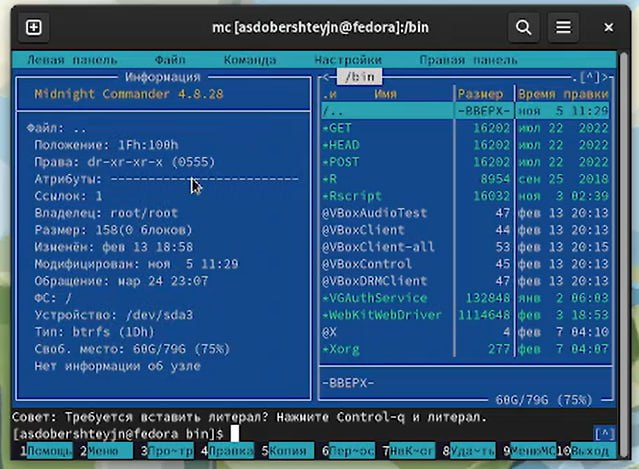 mc [asdobershteyjn@fedora]:/bin
Левая панель Файл Команда Настройки Правая панель
Информация
Midnight Commander 4.8.28
Файл: ..
Положение: 1Fh:100h
Права: dr-xr-xr-x (0555)
Атрибуты: ---------------------------
Ссылок: 1
Владелец: root/root
Размер: 158(0 блоков)
Изменён: фев 13 18:58
Модифицирован: ноя 5 11:29
Обращение: мар 24 23:07
ФС: /
Устройство: /dev/sda3
Тип: btrfs (1Dh)
Своб. место: 60G/79G (75%)
Нет информации об узле
<- /bin .[^]>
.и Имя Размер Время правки
/.. -ВВЕРХ- ноя 5 11:29
*GET 16202 июл 22 2022
*HEAD 16202 июл 22 2022
*POST 16202 июл 22 2022
*R 8954 сен 25 2018
*Rscript 16032 ноя 3 02:39
@VBoxAudioTest 47 фев 13 20:13
@VBoxClient 44 фев 13 20:13
@VBoxClient-all 53 фев 13 20:15
@VBoxControl 45 фев 13 20:13
@VBoxDRMClient 47 фев 13 20:13
*VGAuthService 132848 янв 2 06:03
*WebKitWebDriver 1114648 фев 3 18:53
@X 4 фев 7 04:10
*Xorg 277 фев 7 04:07
-ВВЕРХ-
60G/79G (75%)
Совет: Требуется вставить литерал? Нажмите Control-q и литерал.
[asdobershteyjn@fedora bin]$ [^]
1Помощь 2Меню 3Про~тр 4Правка 5Копия 6Пер~ос 7НвК~ог 8Уда~ть 9МенюMC 10Выход